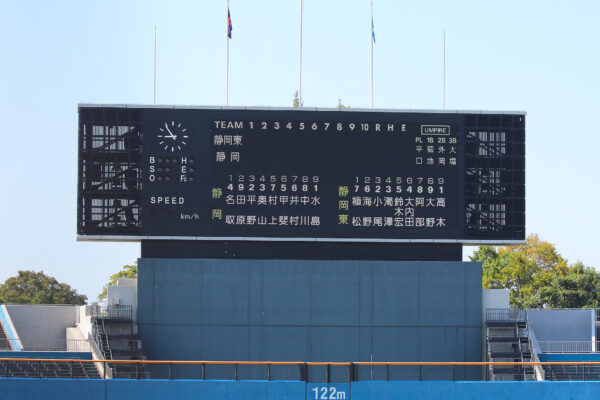 TEAM 1 2 3 4 5 6 7 8 9 10 R H E
静岡東
静岡
UMPIRE
PL 1B 2B 3B
平 菊 外 大
口 池 岡 塩
B H
S E
O Fc
SPEED
km/h
静岡
1 2 3 4 5 6 7 8 9
4 9 2 3 7 5 6 8 1
名 田 平 奥 村 甲 井 中 水
取 原 野 山 上 斐 村 川 島
静岡東
1 2 3 4 5 6 7 8 9
7 6 2 3 5 4 8 9 1
植 海 小 濁 鈴 大 阿 大 高
木 内
松 野 尾 澤 宏 田 部 野 木
122m